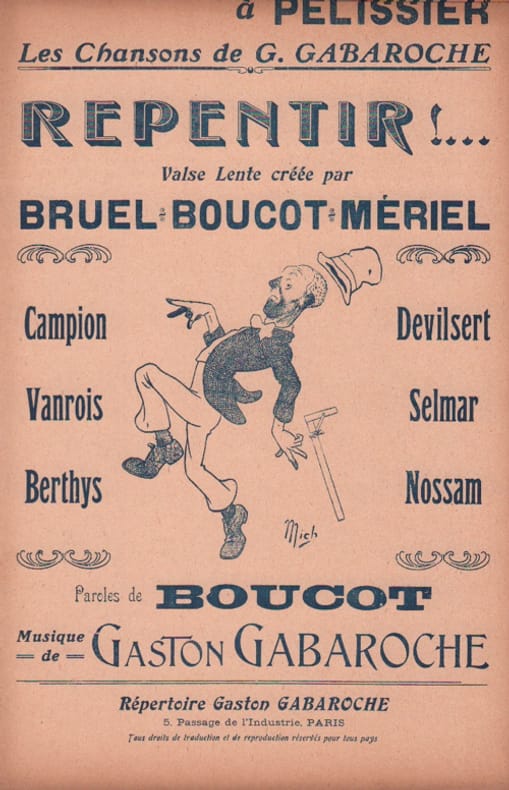 à PÉLISSIER
Les Chansons de G. GABAROCHE
REPENTIR !....
Valse Lente créée par
BRUEL-BOUCOT-MÉRIEL
Campion
Devilsert
Vanrois
Selmar
Berthys
Nossam
Mich
Paroles de BOUCOT
Musique de GASTON GABAROCHE
Répertoire Gaston GABAROCHE
5, Passage de l'Industrie, PARIS
Tous droits de traduction et de reproduction réservés pour tous pays